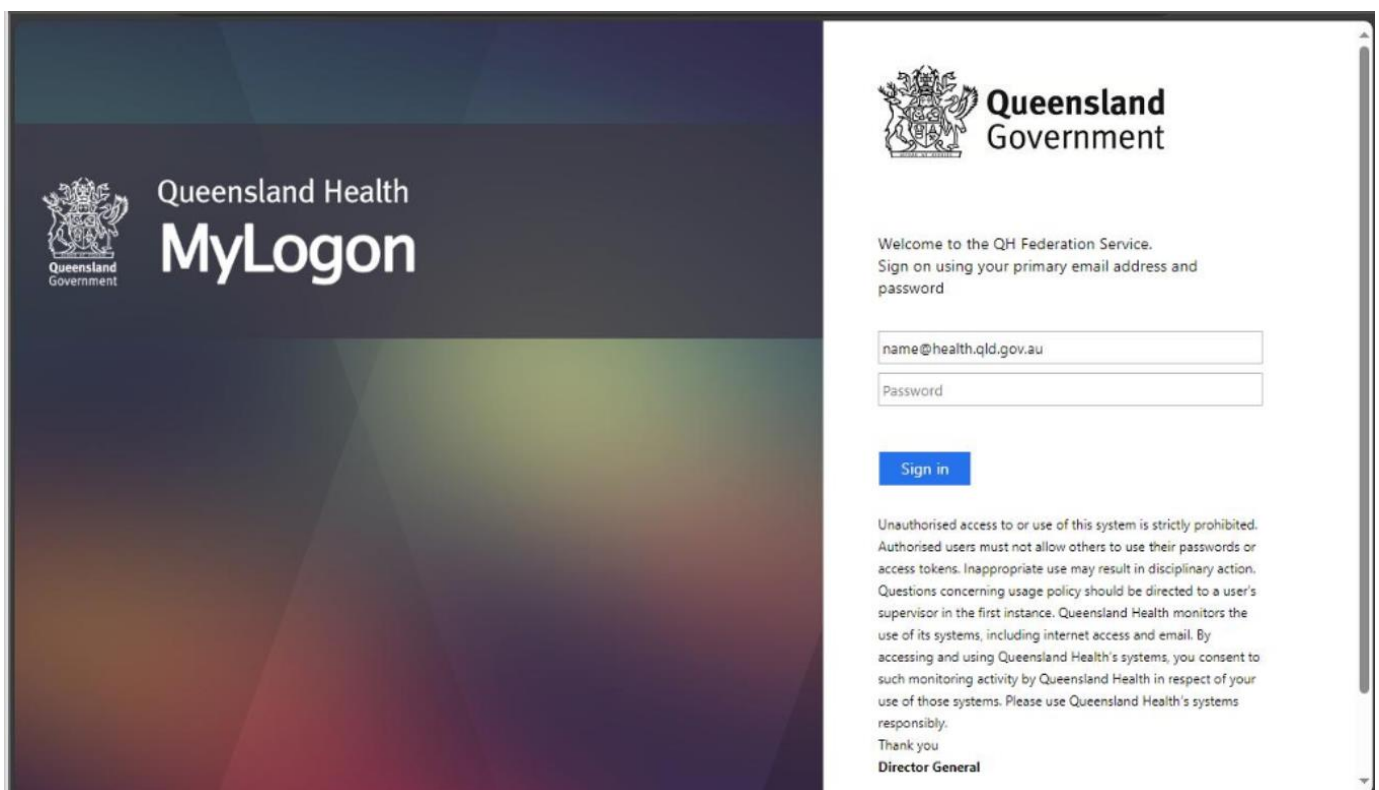 Queensland Health
MyLogon
Queensland
Government
Queensland
Government
Welcome to the QH Federation Service.
Sign on using your primary email address and
password
name@health.qld.gov.au
Password
Sign in
Unauthorised access to or use of this system is strictly prohibited.
Authorised users must not allow others to use their passwords or
access tokens. Inappropriate use may result in disciplinary action.
Questions concerning usage policy should be directed to a user's
supervisor in the first instance. Queensland Health monitors the
use of its systems, including internet access and email. By
accessing and using Queensland Health's systems, you consent to
such monitoring activity by Queensland Health in respect of your
use of those systems. Please use Queensland Health's systems
responsibly.
Thank you
Director General